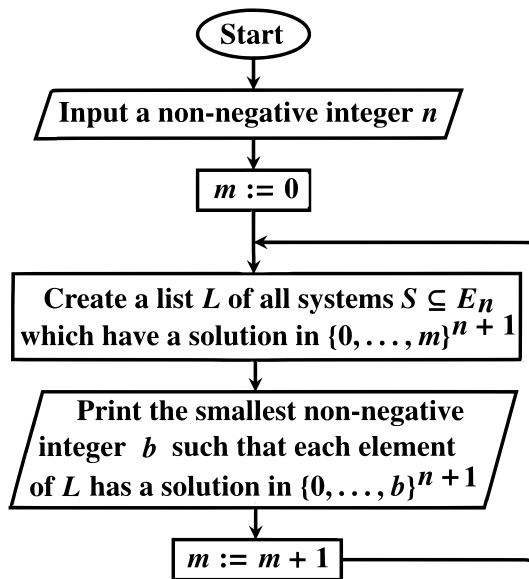 Start
Input a non-negative integer n
m := 0
Create a list L of all systems S ⊆ Eₙ
which have a solution in {0, . . . , m}ⁿ ⁺ ¹
Print the smallest non-negative
integer b such that each element
of L has a solution in {0, . . . , b}ⁿ ⁺ ¹
m := m + 1